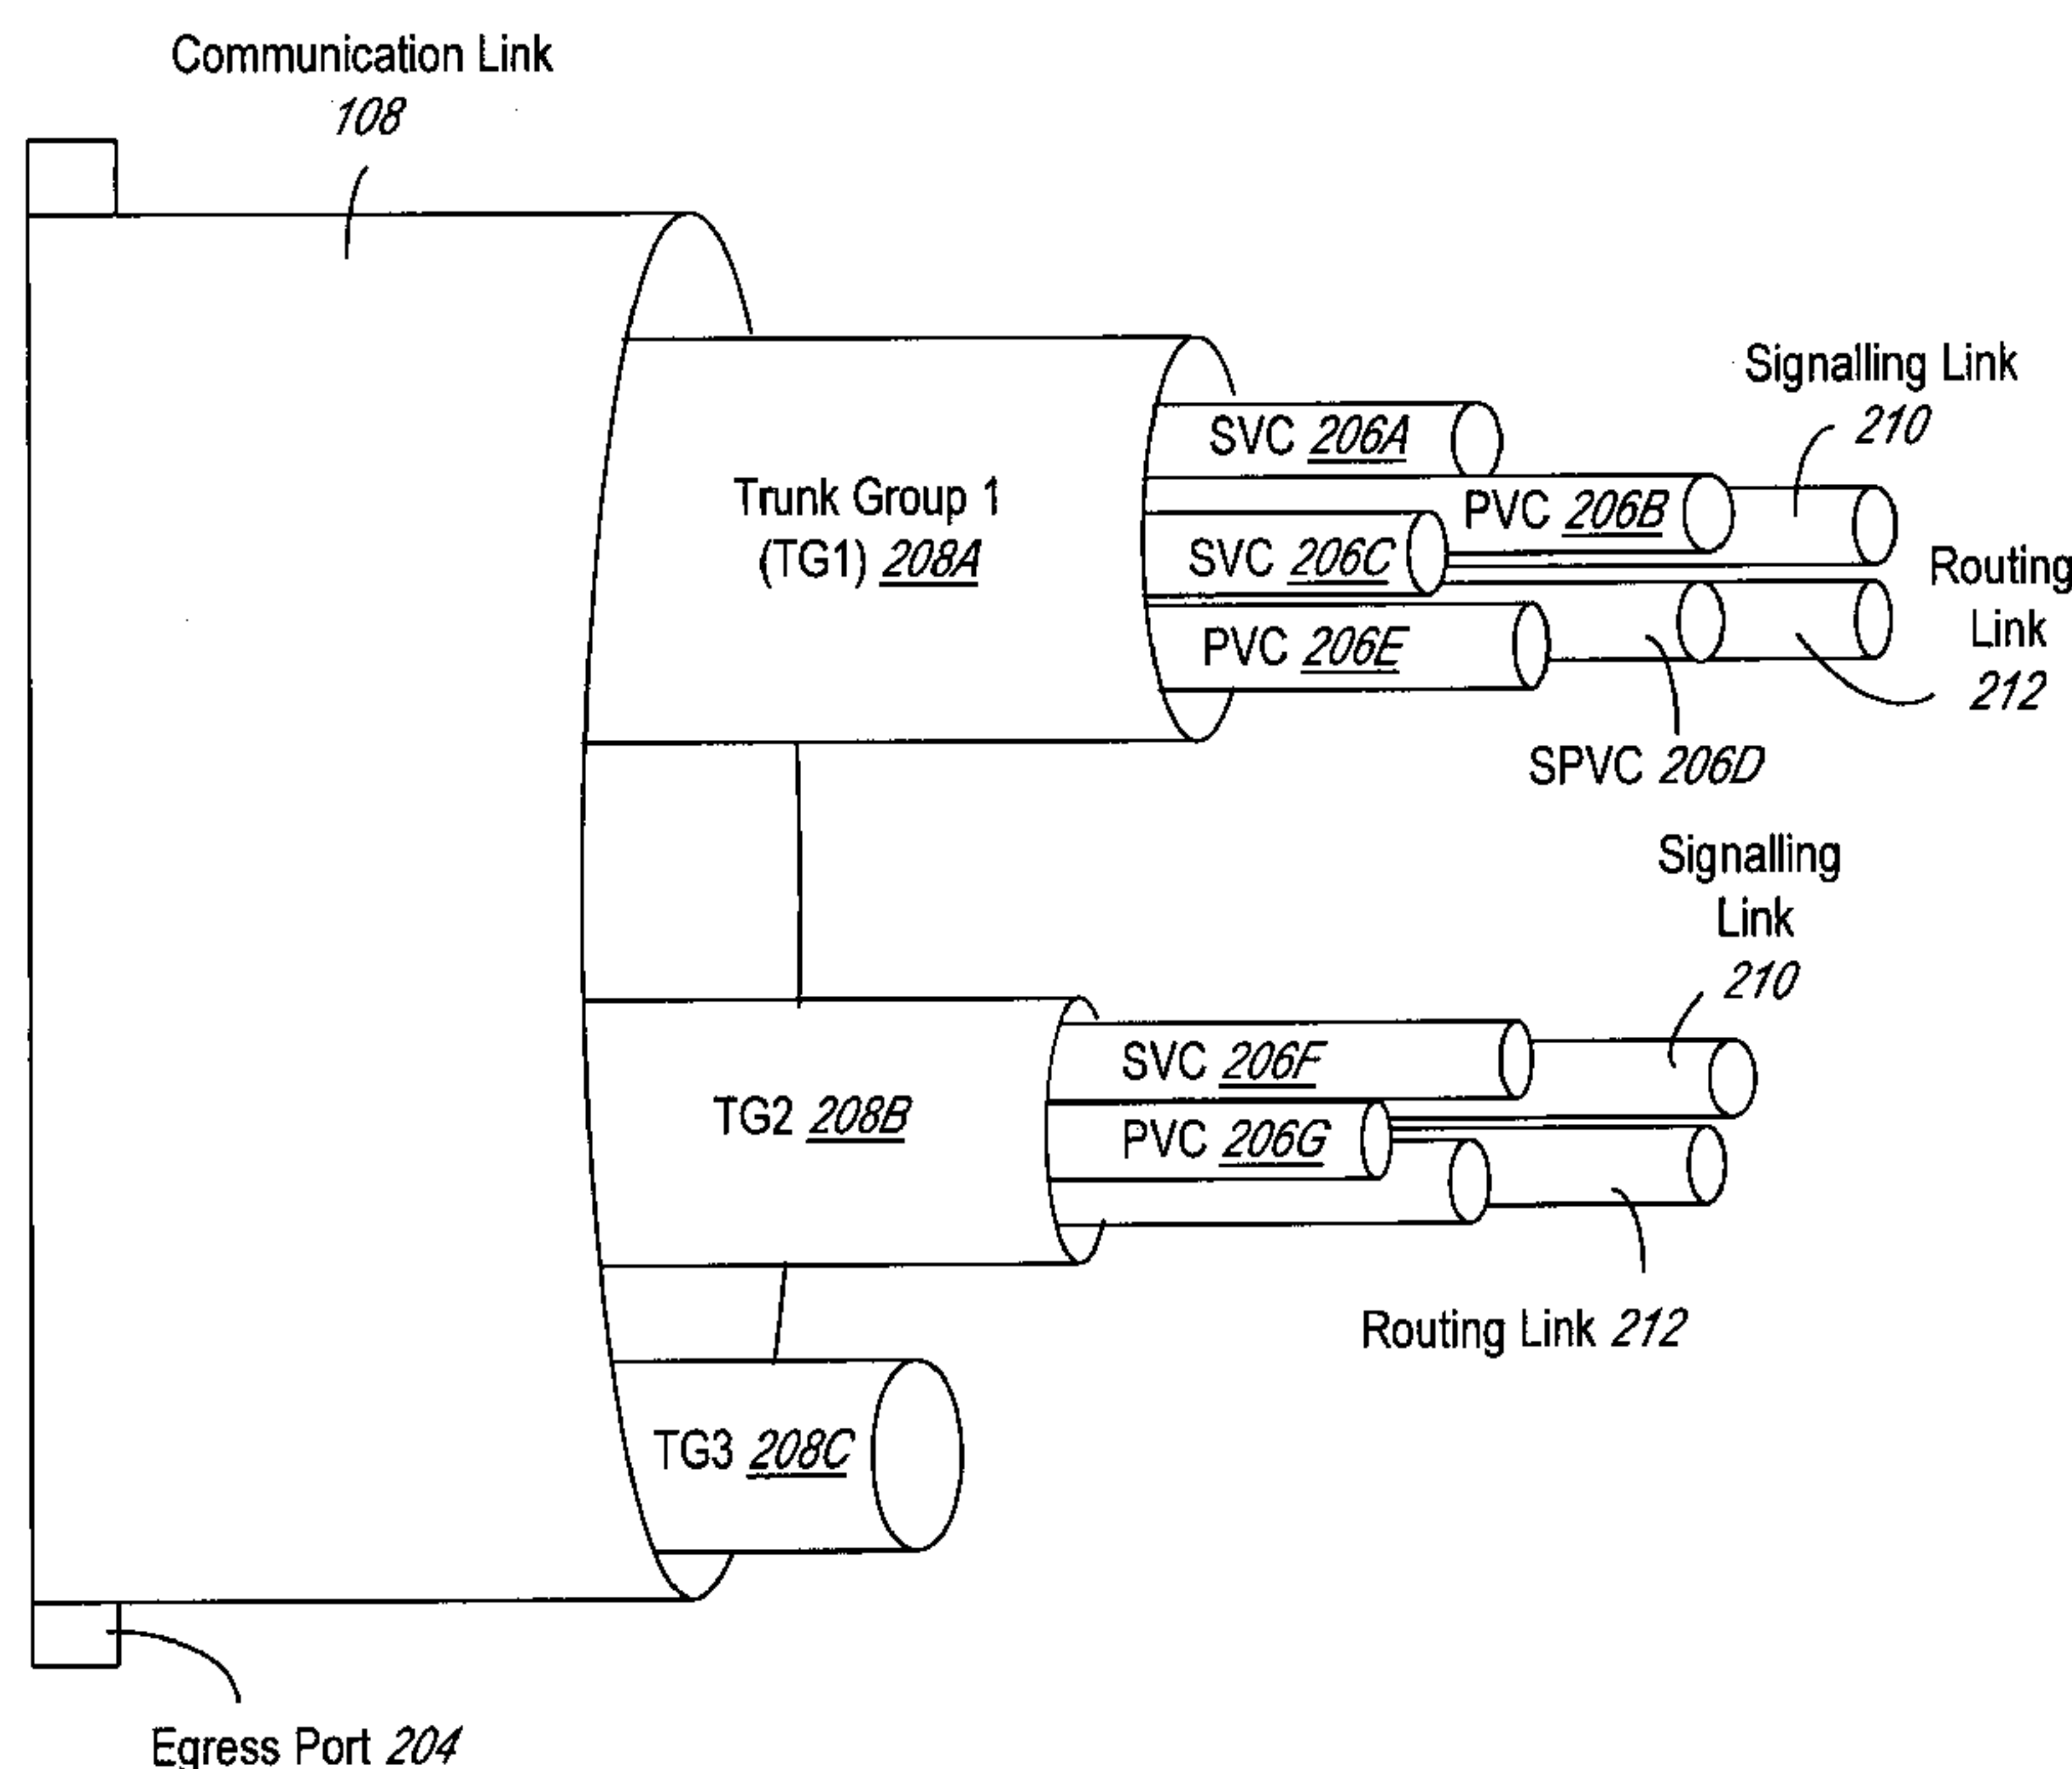 Communication Link
108
Signalling Link
210
SVC 206A
Trunk Group 1
(TG1) 208A
PVC 206B
SVC 206C
Routing
Link
212
PVC 206E
SPVC 206D
Signalling
Link
210
SVC 206F
TG2 208B
PVC 206G
Routing Link 212
TG3 208C
Egress Port 204